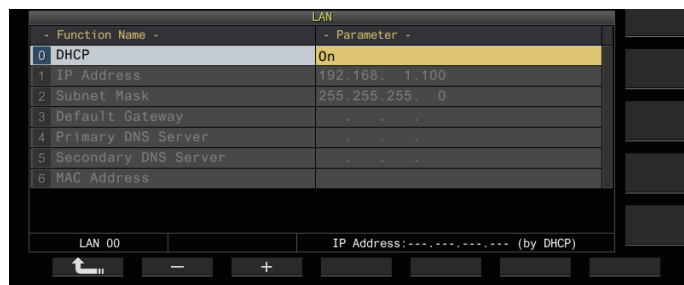 LAN
- Function Name - - Parameter -
0 DHCP On
1 IP Address 192.168. 1.100
2 Subnet Mask 255.255.255. 0
3 Default Gateway . . .
4 Primary DNS Server . . .
5 Secondary DNS Server . . .
6 MAC Address
LAN 00 IP Address:---.---.---.--- (by DHCP)
− +